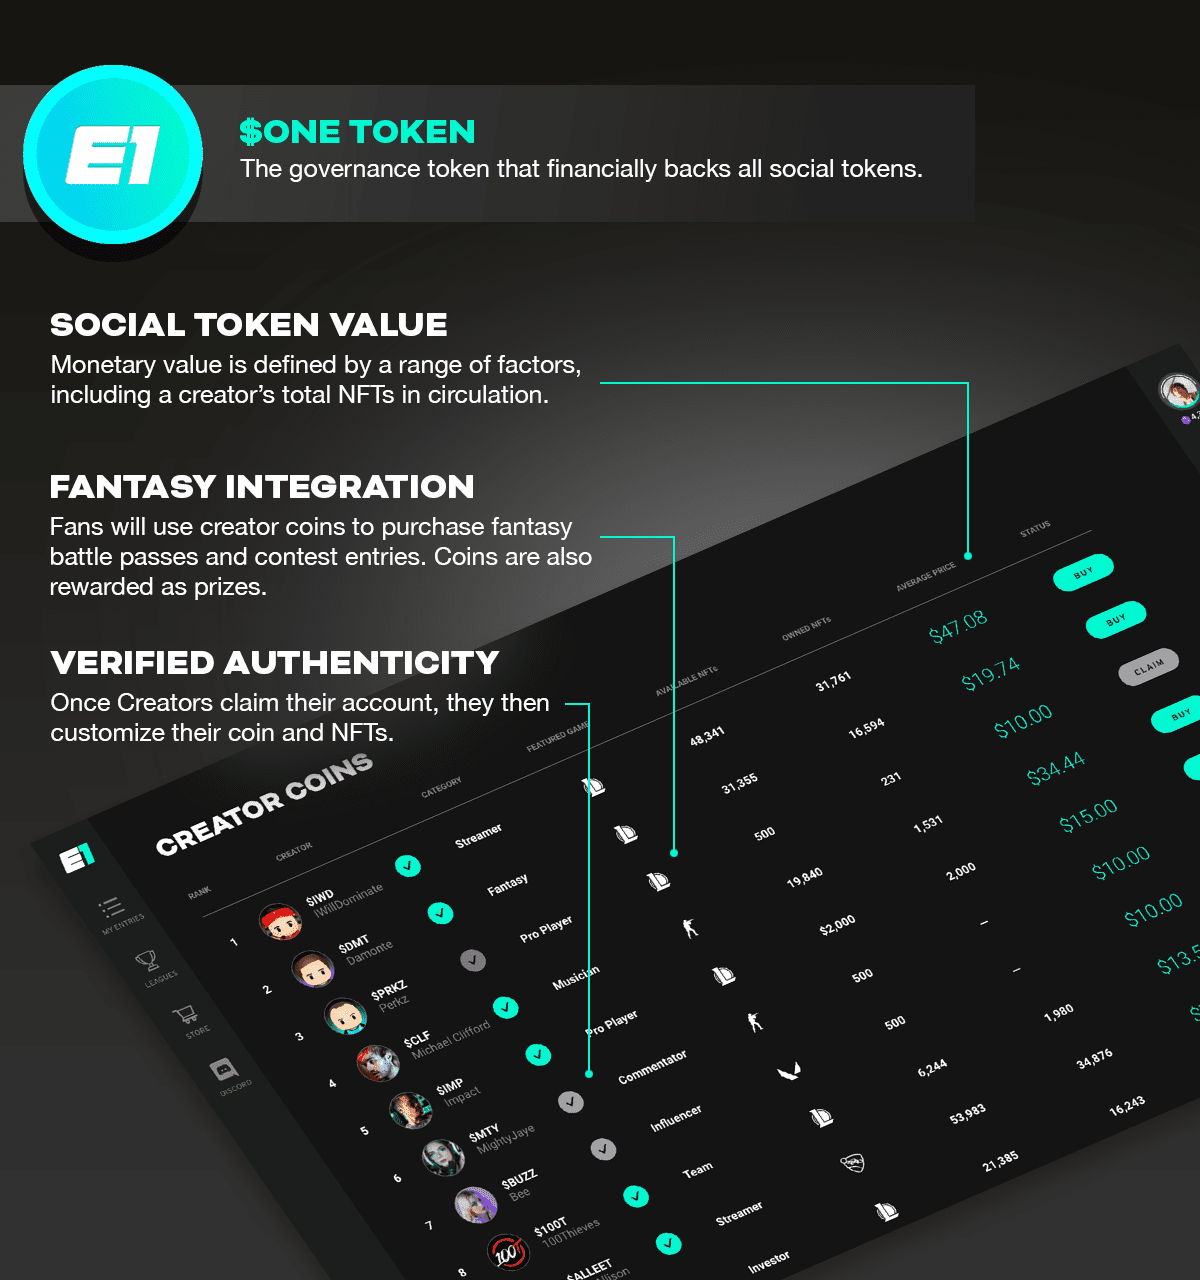 E1
$ONE TOKEN
The governance token that financially backs all social tokens.
SOCIAL TOKEN VALUE
Monetary value is defined by a range of factors,
including a creator's total NFTs in circulation.
FANTASY INTEGRATION
Fans will use creator coins to purchase fantasy
battle passes and contest entries. Coins are also
rewarded as prizes.
VERIFIED AUTHENTICITY
Once Creators claim their account, they then
customize their coin and NFTs.
E1
MY ENTRIES
LEAGUES
STORE
DISCORD
CREATOR COINS
RANK CREATOR CATEGORY FEATURED GAME AVAILABLE NFTs OWNED NFTs AVERAGE PRICE STATUS
1 $IWD Streamer 48,341 31,761 $47.08 BUY
IWillDominate
2 $DMT Fantasy 31,355 16,594 $19.74 BUY
Damonte
3 $PRKZ Pro Player 500 231 $10.00 CLAIM
Perkz
4 $CLF Musician 19,840 1,531 $34.44 BUY
Michael Clifford
5 $IMP Pro Player $2,000 2,000 $15.00
Impact
6 $MTY Commentator 500 – $10.00
MightyJaye
7 $BUZZ Influencer 500 – $10.00
Bee
8 $100T Team 6,244 1,980
100Thieves
100T
$ALLEET Streamer 53,983 34,876
Investor 21,385 16,243